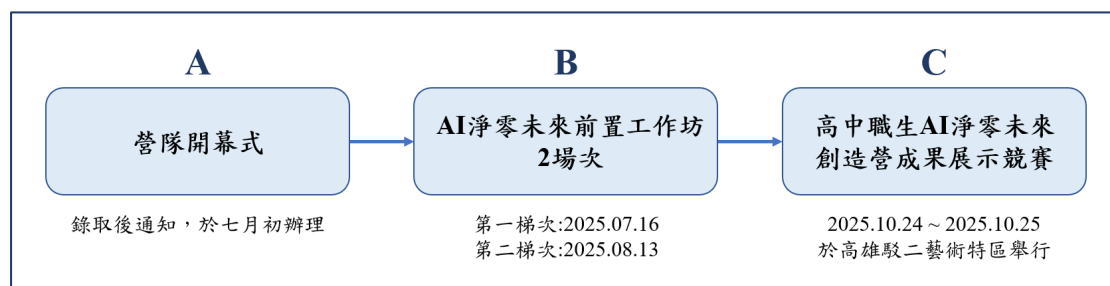 A
B
C
營隊開幕式
AI淨零未來前置工作坊
2場次
高中職生AI淨零未來
創造營成果展示競賽
錄取後通知，於七月初辦理
第一梯次:2025.07.16
第二梯次:2025.08.13
2025.10.24 ~ 2025.10.25
於高雄駁二藝術特區舉行